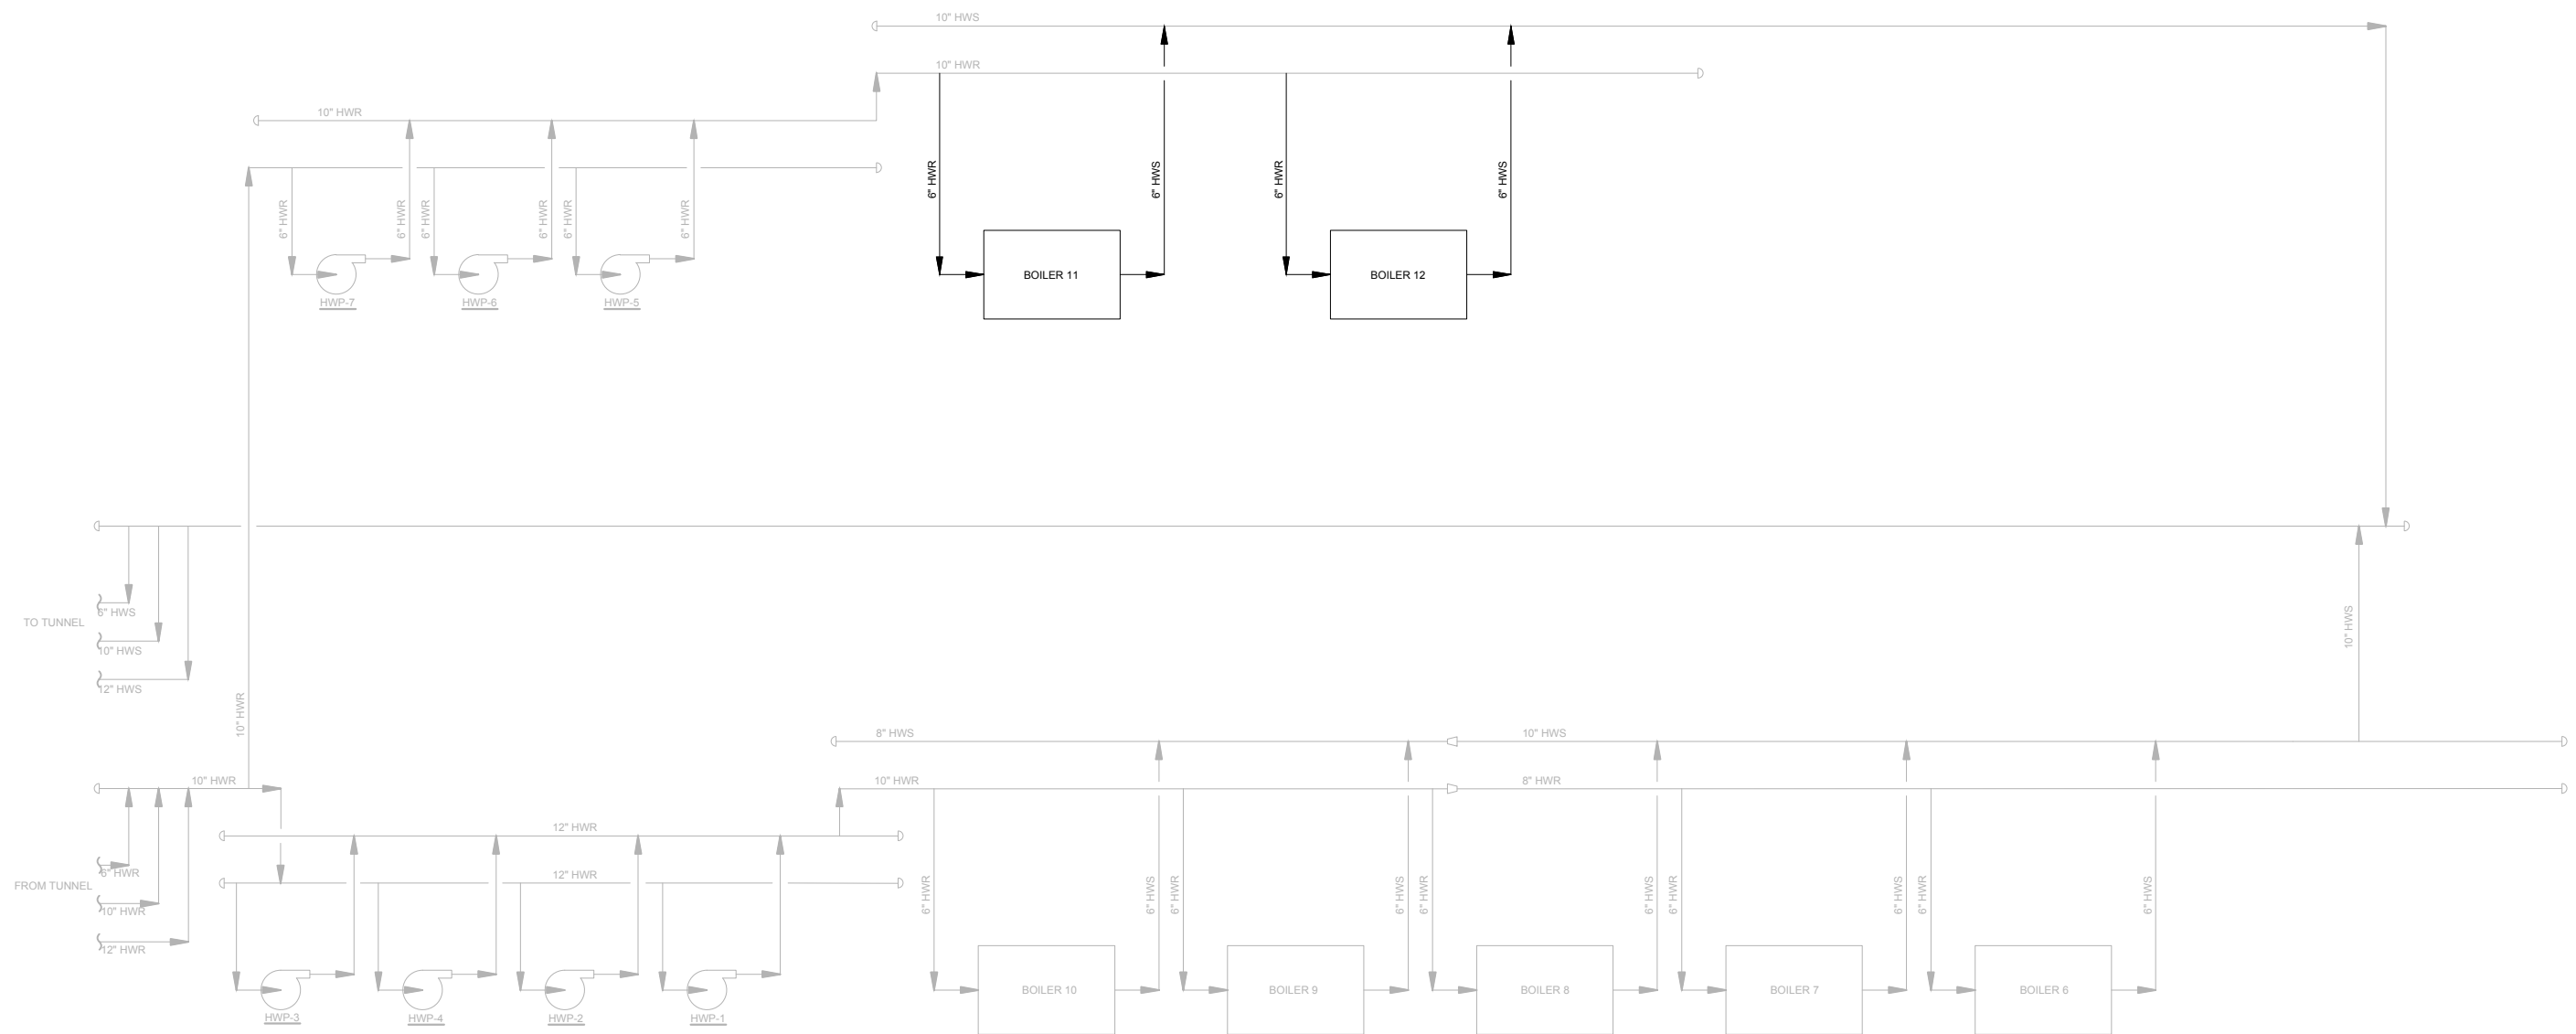 10" HWS
10" HWR
10" HWR
6" HWR
6" HWS
6" HWR
6" HWS
6" HWR
6" HWR
6" HWR
6" HWR
6" HWR
6" HWR
BOILER 11
BOILER 12
HWP-7
HWP-6
HWP-5
TO TUNNEL
6" HWS
10" HWS
12" HWS
10" HWS
10" HWR
8" HWS
10" HWS
10" HWR
10" HWR
8" HWR
12" HWR
12" HWR
FROM TUNNEL
6" HWR
10" HWR
12" HWR
6" HWR
6" HWS
6" HWR
6" HWS
6" HWR
6" HWS
6" HWR
6" HWS
6" HWR
6" HWS
BOILER 10
BOILER 9
BOILER 8
BOILER 7
BOILER 6
HWP-3
HWP-4
HWP-2
HWP-1